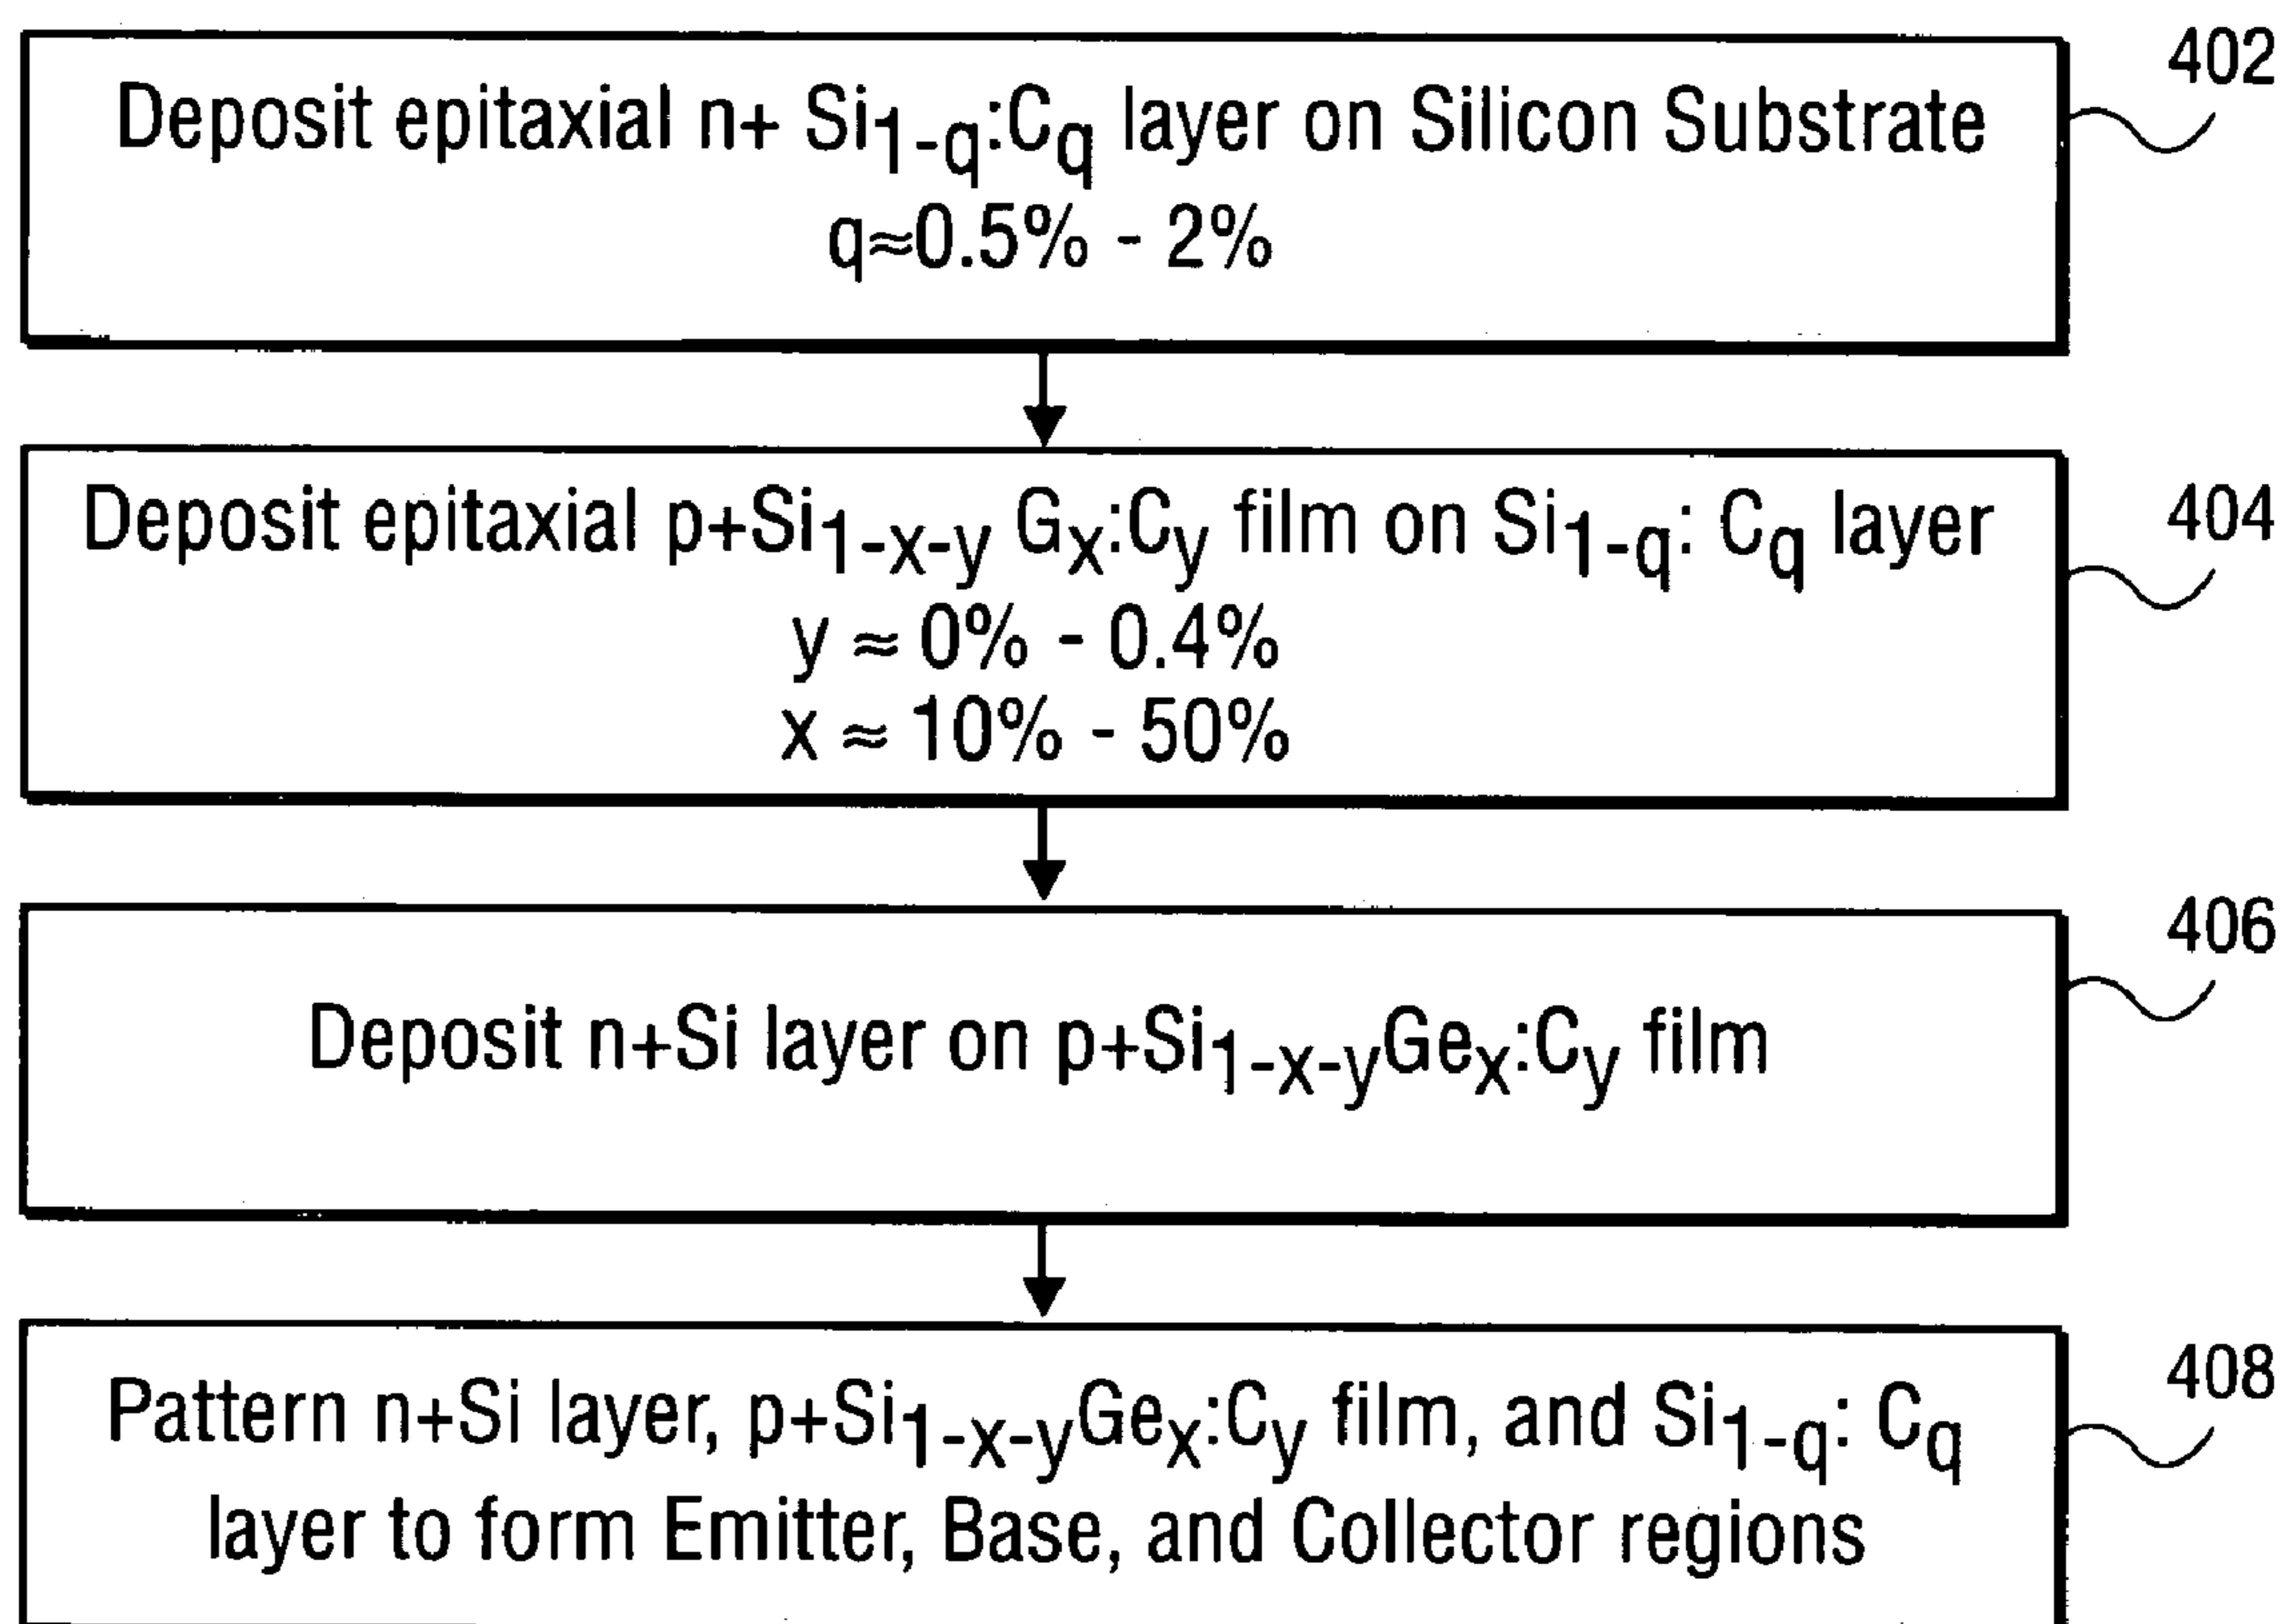 402
Deposit epitaxial n+ Si1-q:Cq layer on Silicon Substrate
q≈0.5% - 2%
404
Deposit epitaxial p+Si1-x-y Gx:Cy film on Si1-q: Cq layer
y ≈ 0% - 0.4%
x ≈ 10% - 50%
406
Deposit n+Si layer on p+Si1-x-yGex:Cy film
408
Pattern n+Si layer, p+Si1-x-yGex:Cy film, and Si1-q: Cq
layer to form Emitter, Base, and Collector regions